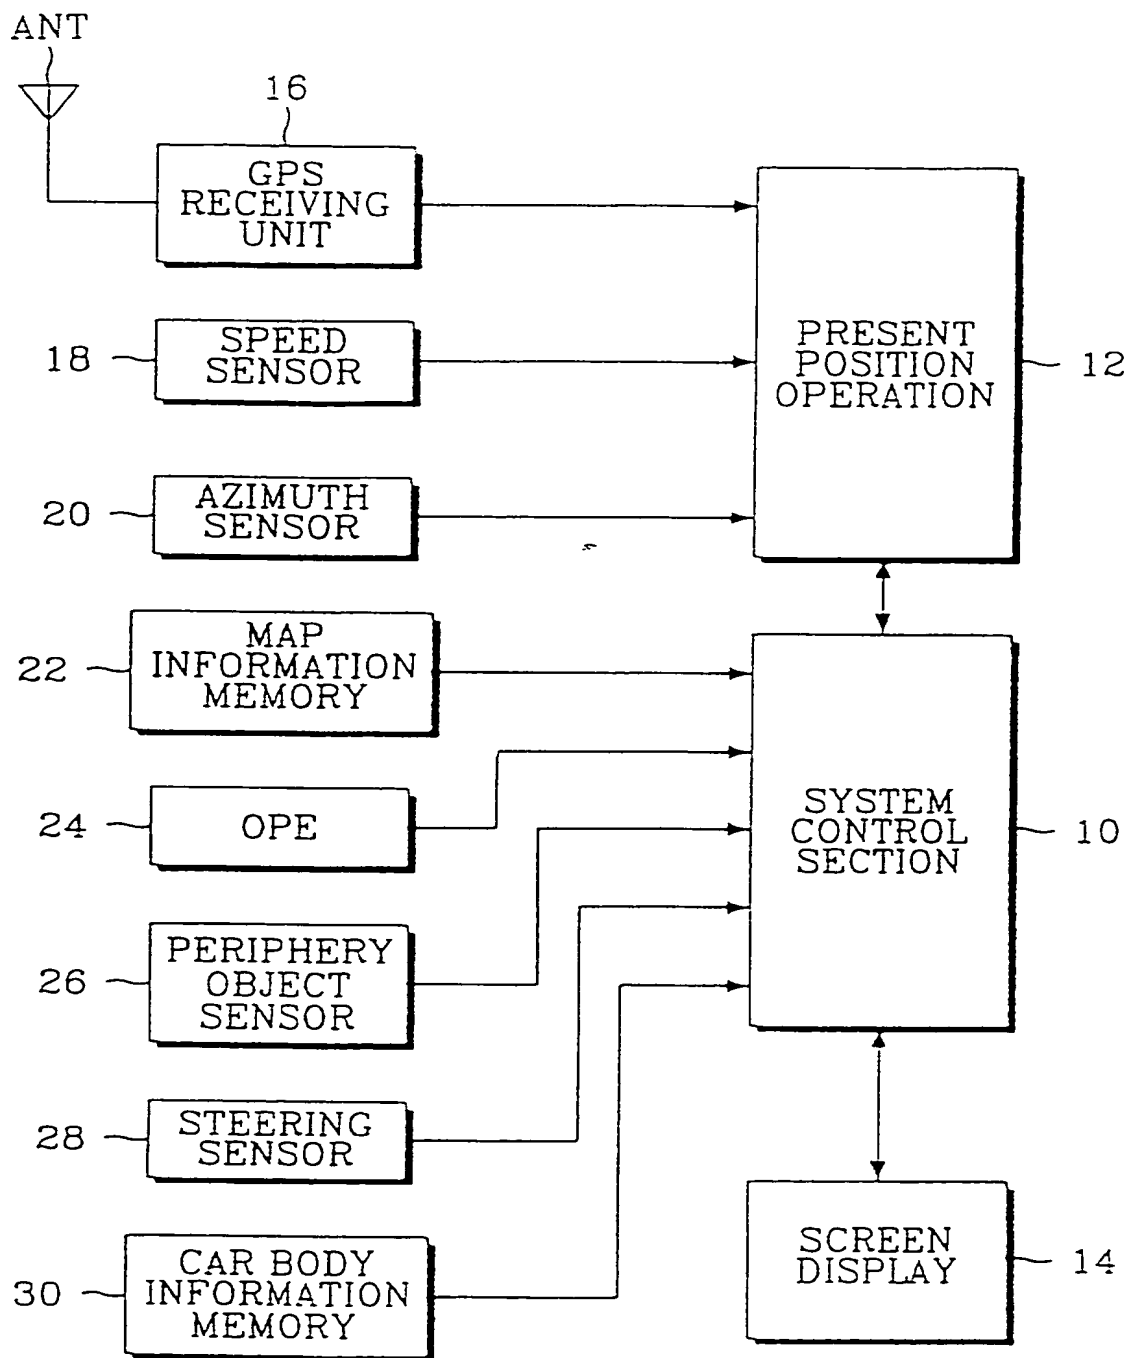 ANT
16
GPS
RECEIVING
UNIT
18
SPEED
SENSOR
PRESENT
POSITION
OPERATION
12
20
AZIMUTH
SENSOR
22
MAP
INFORMATION
MEMORY
24
OPE
SYSTEM
CONTROL
SECTION
10
26
PERIPHERY
OBJECT
SENSOR
28
STEERING
SENSOR
30
CAR BODY
INFORMATION
MEMORY
SCREEN
DISPLAY
14